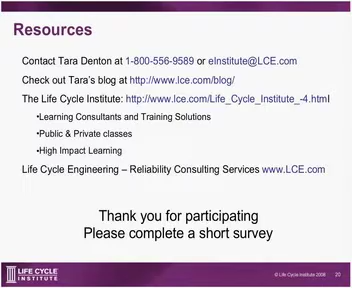 Resources
Contact Tara Denton at 1-800-556-9589 or eInstitute@LCE.com
Check out Tara's blog at http://www.lce.com/blog/
The Life Cycle Institute: http://www.lce.com/Life_Cycle_Institute_-4.html
•Learning Consultants and Training Solutions
•Public & Private classes
•High Impact Learning
Life Cycle Engineering – Reliability Consulting Services www.LCE.com
Thank you for participating
Please complete a short survey
LIFE CYCLE
INSTITUTE
© Life Cycle Institute 2008 20